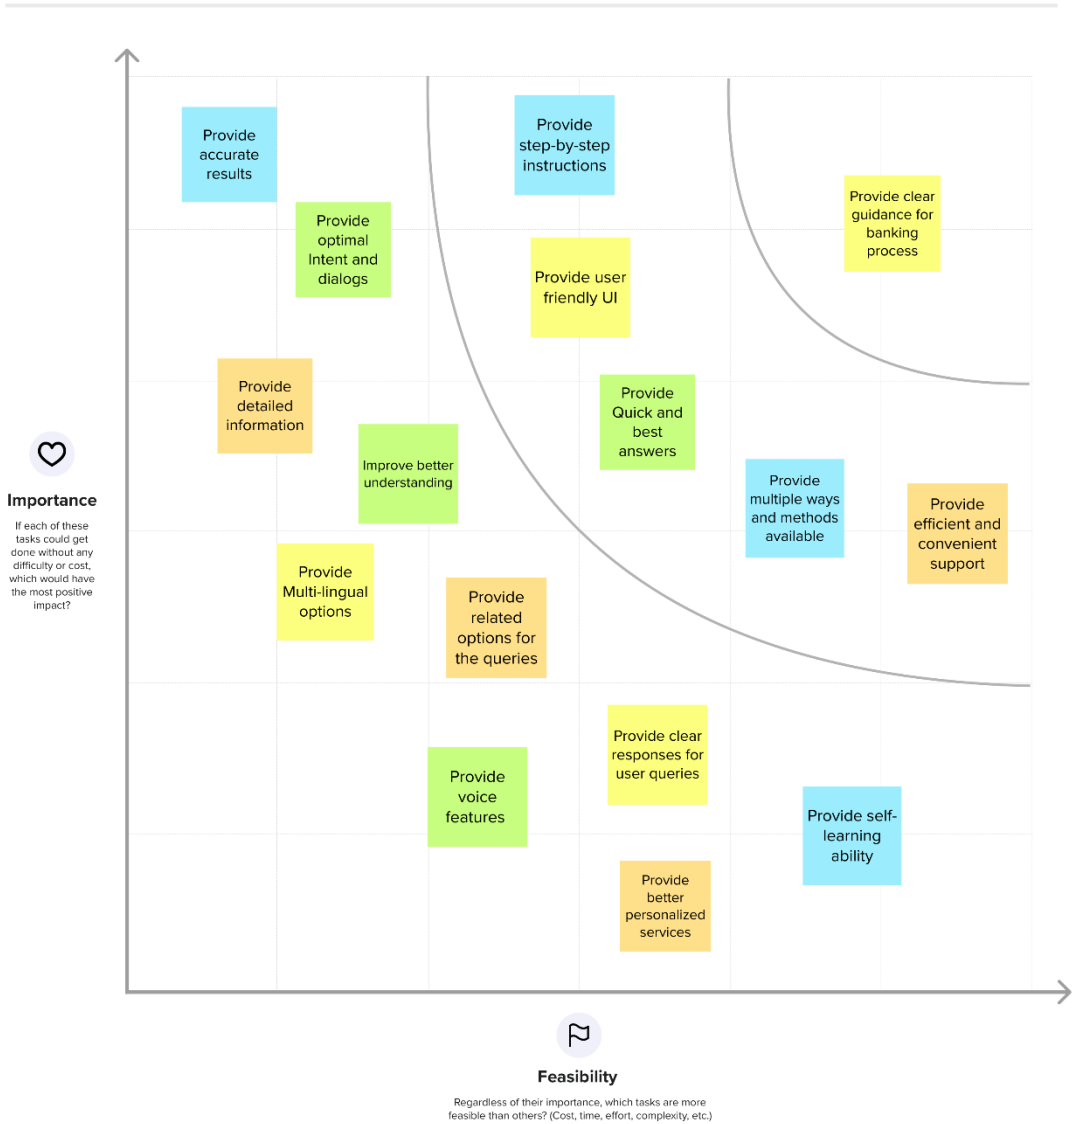 Provide
accurate
results
Provide
step-by-step
instructions
Provide clear
guidance for
banking
process
Provide
optimal
Intent and
dialogs
Provide user
friendly UI
Provide
detailed
information
Provide
Quick and
best
answers
Improve better
understanding
Provide
multiple ways
and methods
available
Provide
efficient and
convenient
support
Importance
If each of these
tasks could get
done without any
difficulty or cost,
which would have
the most positive
impact?
Provide
Multi-lingual
options
Provide
related
options for
the queries
Provide clear
responses for
user queries
Provide
voice
features
Provide self-
learning
ability
Provide
better
personalized
services
Feasibility
Regardless of their importance, which tasks are more
feasible than others? (Cost, time, effort, complexity, etc.)